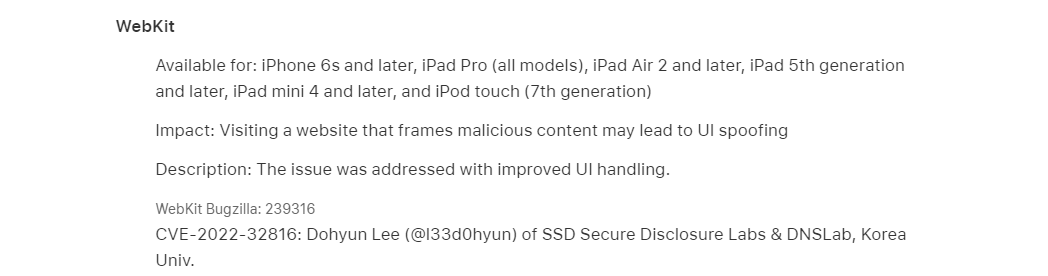 WebKit
Available for: iPhone 6s and later, iPad Pro (all models), iPad Air 2 and later, iPad 5th generation
and later, iPad mini 4 and later, and iPod touch (7th generation)
Impact: Visiting a website that frames malicious content may lead to UI spoofing
Description: The issue was addressed with improved UI handling.
WebKit Bugzilla: 239316
CVE-2022-32816: Dohyun Lee (@l33d0hyun) of SSD Secure Disclosure Labs & DNSLab, Korea
Univ.